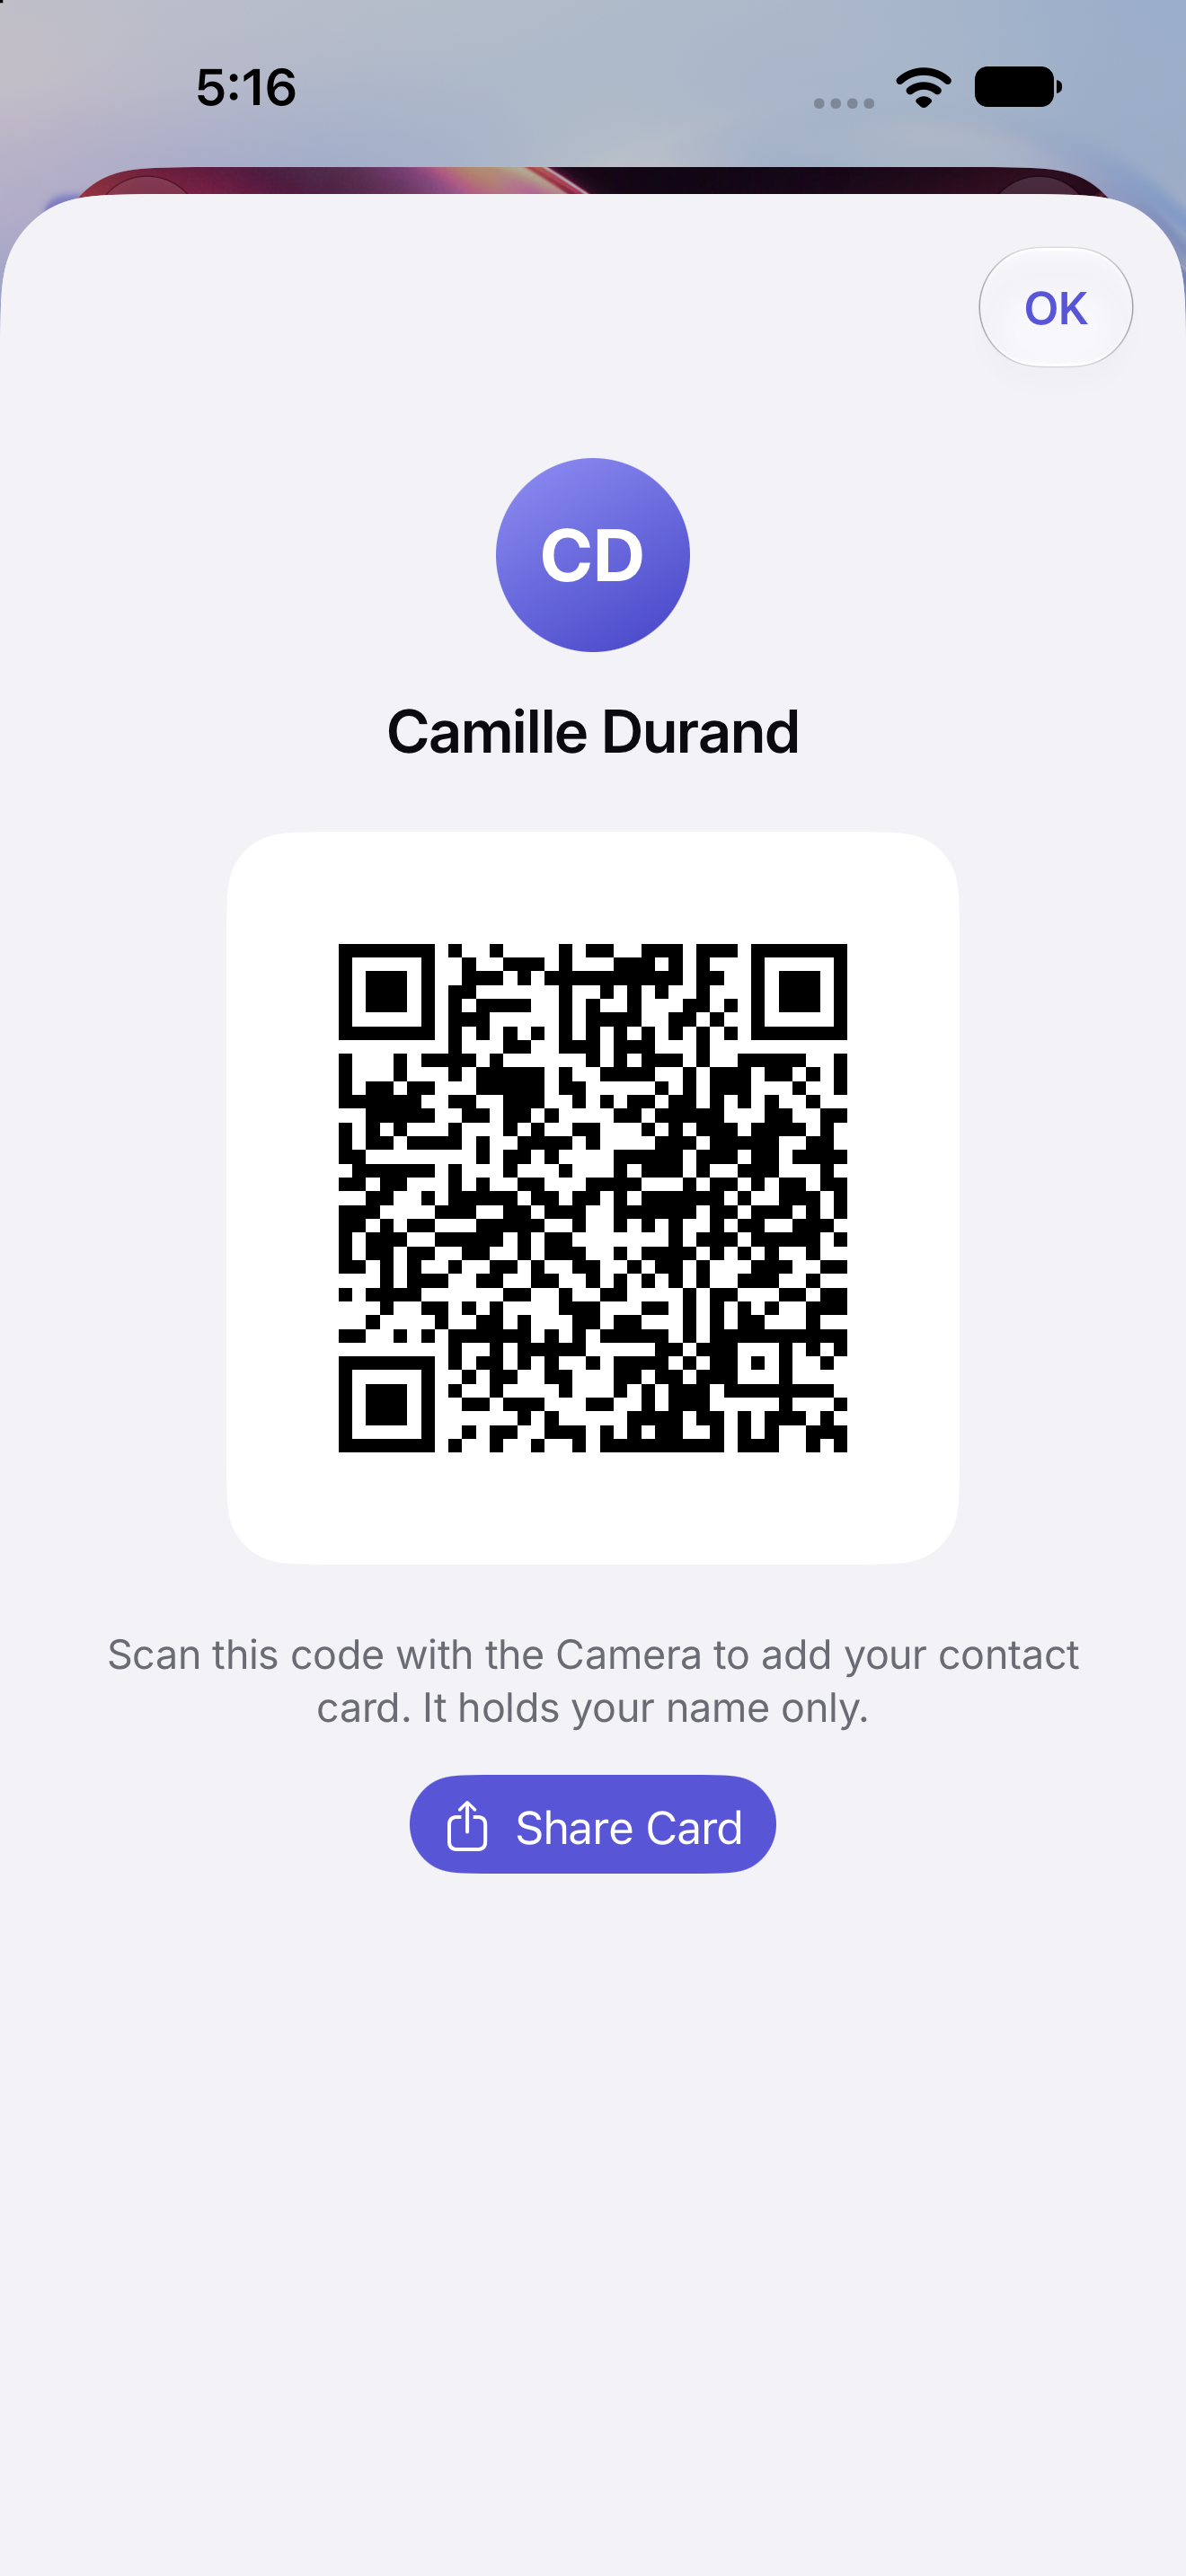 5:16
OK
CD
Camille Durand
Scan this code with the Camera to add your contact
card. It holds your name only.
Share Card